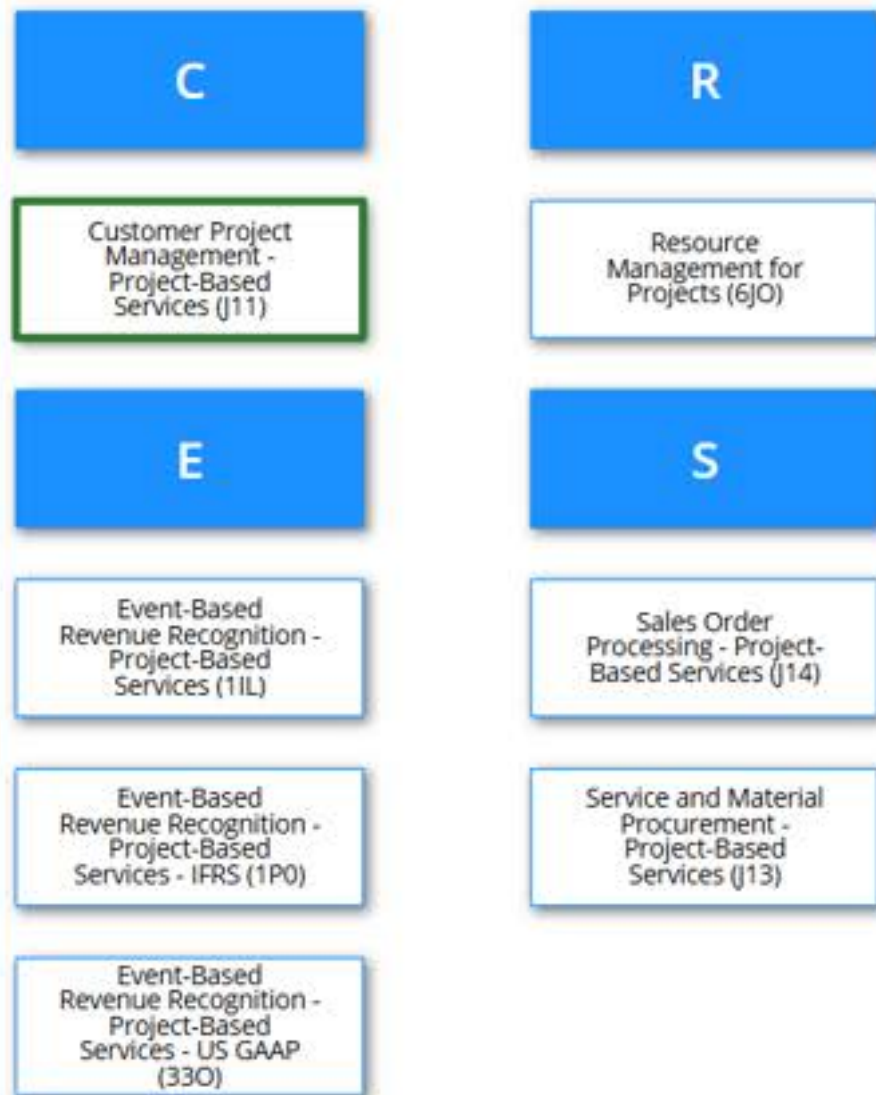 C
Customer Project
Management -
Project-Based
Services (J11)
E
Event-Based
Revenue Recognition -
Project-Based
Services (1IL)
Event-Based
Revenue Recognition -
Project-Based
Services - IFRS (1P0)
Event-Based
Revenue Recognition -
Project-Based
Services - US GAAP
(33O)
R
Resource
Management for
Projects (6JO)
S
Sales Order
Processing - Project-
Based Services (J14)
Service and Material
Procurement -
Project-Based
Services (J13)